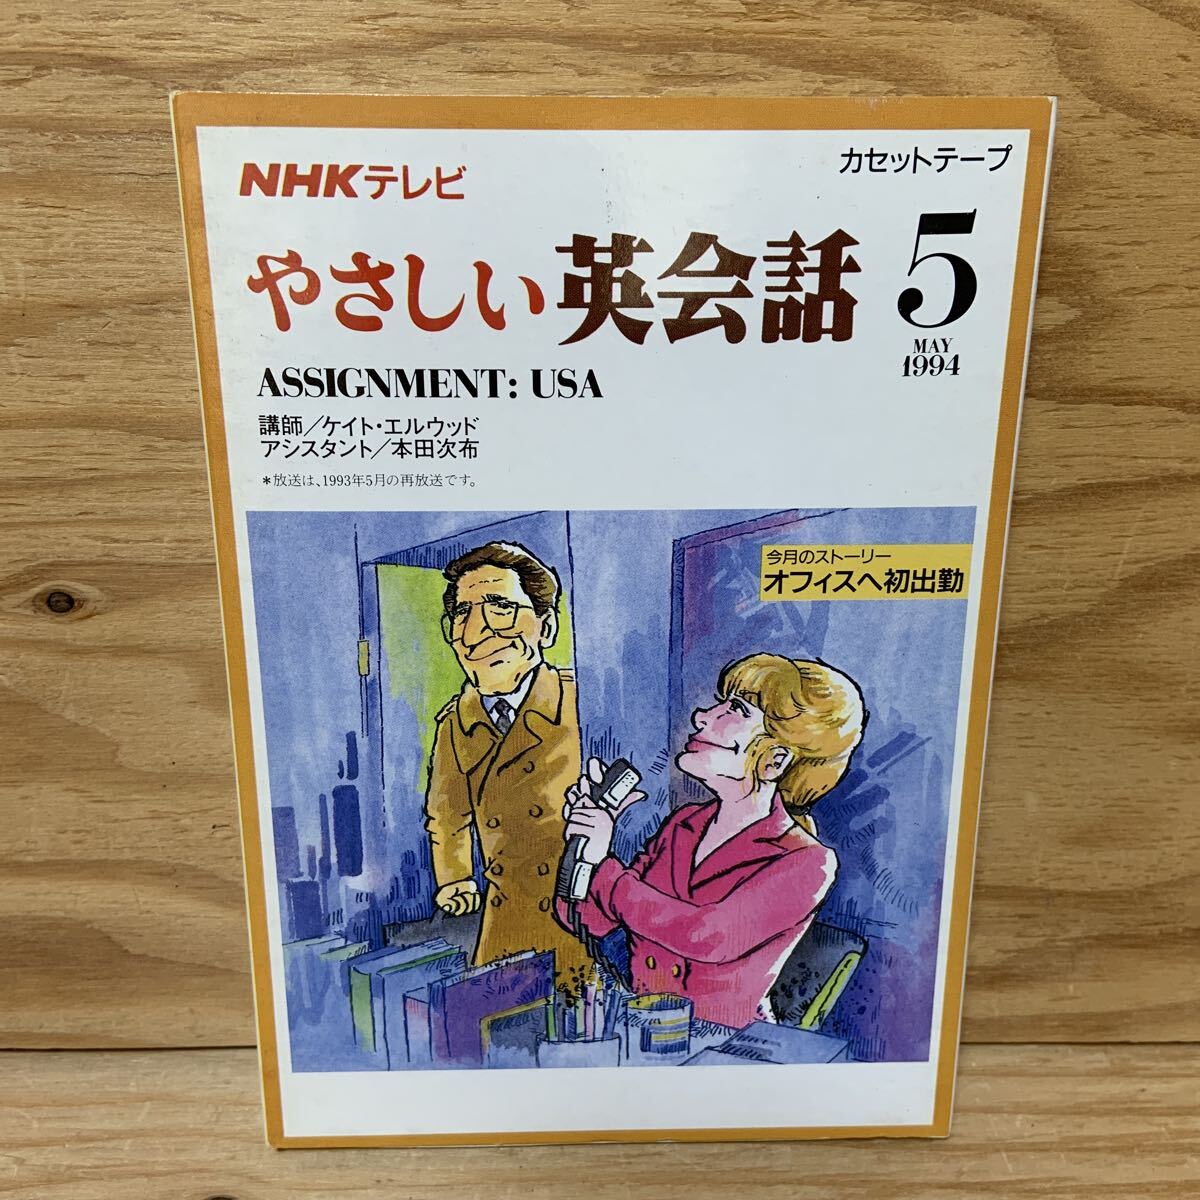 NHKテレビ
カセットテープ
やさしい英会話
5
MAY
1994
ASSIGNMENT: USA
講師／ケイト・エルウッド
アシスタント／本田次布
＊放送は、1993年5月の再放送です。
今月のストーリー
オフィスへ初出勤